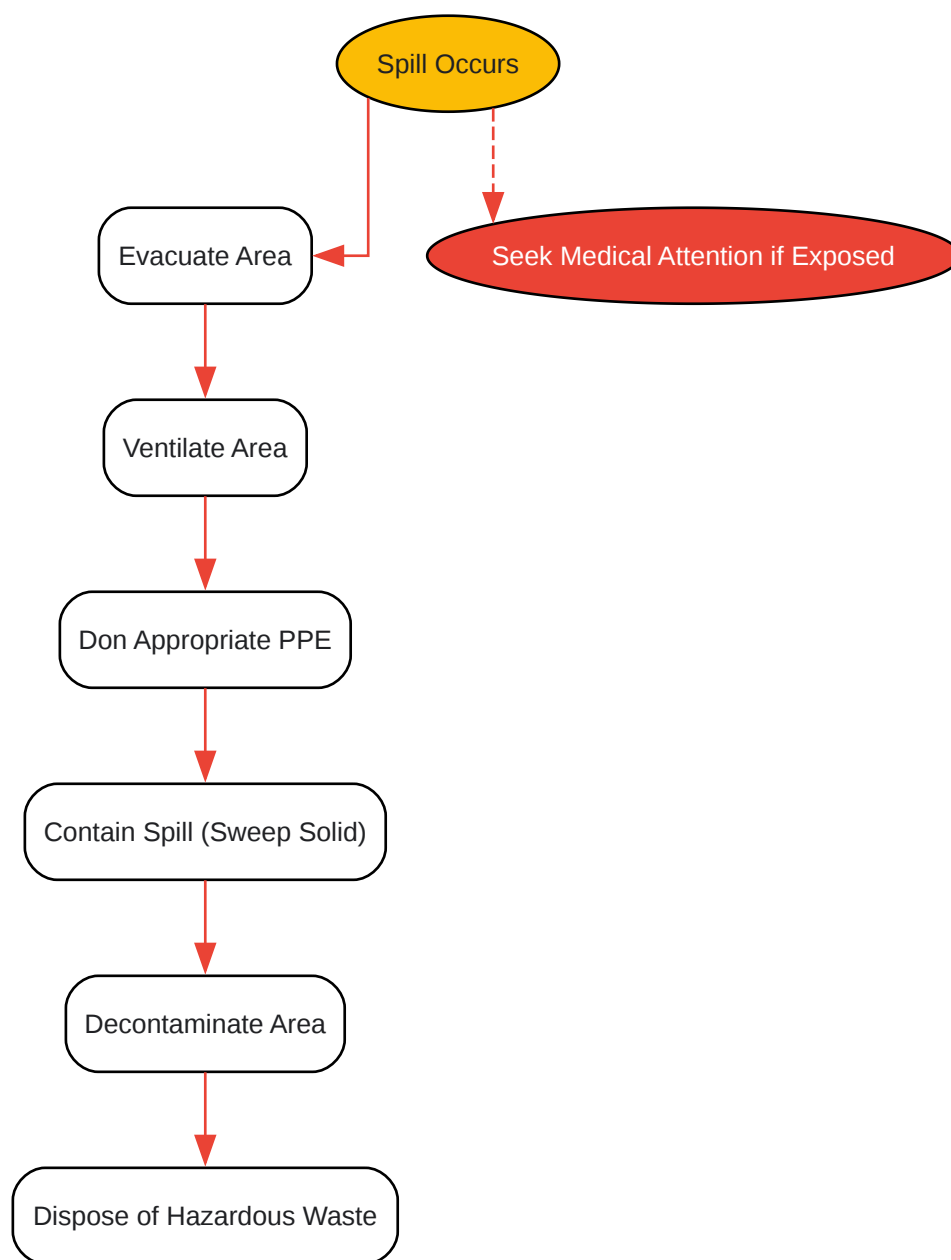 Spill Occurs
Evacuate Area
Seek Medical Attention if Exposed
Ventilate Area
Don Appropriate PPE
Contain Spill (Sweep Solid)
Decontaminate Area
Dispose of Hazardous Waste